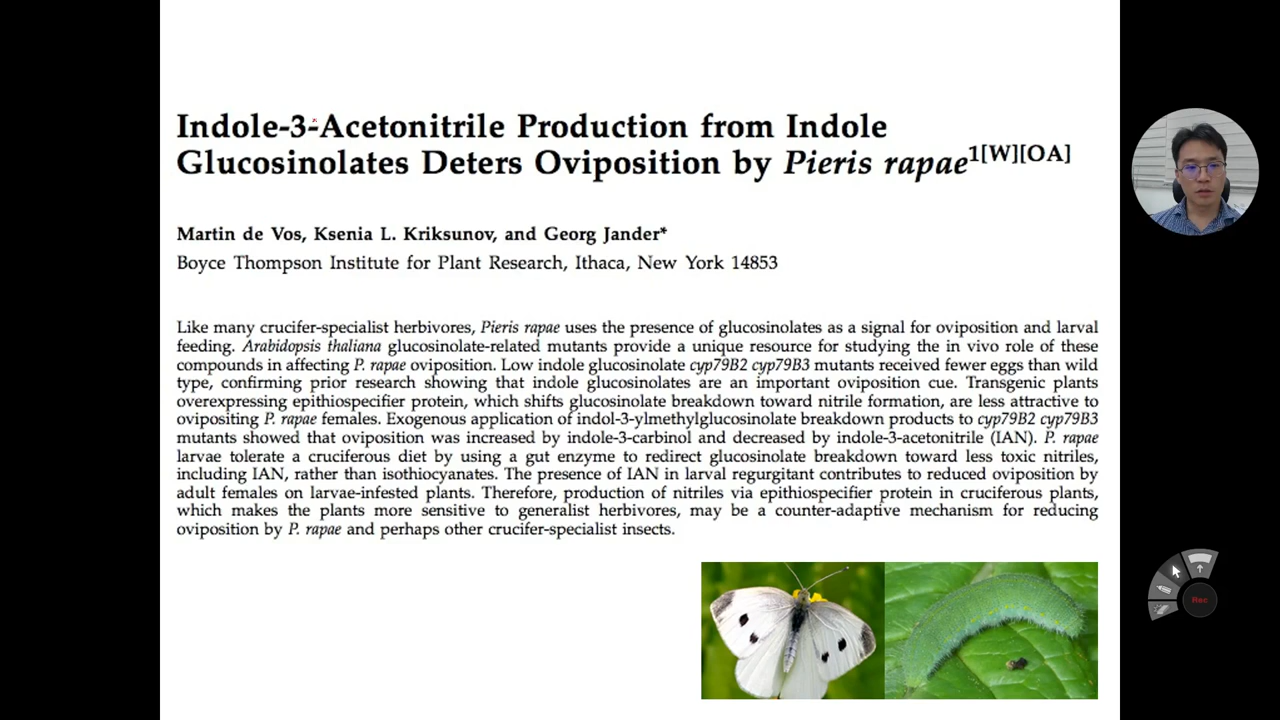 Indole-3-Acetonitrile Production from Indole
Glucosinolates Deters Oviposition by Pieris rapae1[W][OA]
Martin de Vos, Ksenia L. Kriksunov, and Georg Jander*
Boyce Thompson Institute for Plant Research, Ithaca, New York 14853
Like many crucifer-specialist herbivores, Pieris rapae uses the presence of glucosinolates as a signal for oviposition and larval
feeding. Arabidopsis thaliana glucosinolate-related mutants provide a unique resource for studying the in vivo role of these
compounds in affecting P. rapae oviposition. Low indole glucosinolate cyp79B2 cyp79B3 mutants received fewer eggs than wild
type, confirming prior research showing that indole glucosinolates are an important oviposition cue. Transgenic plants
overexpressing epithiospecifier protein, which shifts glucosinolate breakdown toward nitrile formation, are less attractive to
ovipositing P. rapae females. Exogenous application of indol-3-ylmethylglucosinolate breakdown products to cyp79B2 cyp79B3
mutants showed that oviposition was increased by indole-3-carbinol and decreased by indole-3-acetonitrile (IAN). P. rapae
larvae tolerate a cruciferous diet by using a gut enzyme to redirect glucosinolate breakdown toward less toxic nitriles,
including IAN, rather than isothiocyanates. The presence of IAN in larval regurgitant contributes to reduced oviposition by
adult females on larvae-infested plants. Therefore, production of nitriles via epithiospecifier protein in cruciferous plants,
which makes the plants more sensitive to generalist herbivores, may be a counter-adaptive mechanism for reducing
oviposition by P. rapae and perhaps other crucifer-specialist insects.
Rec